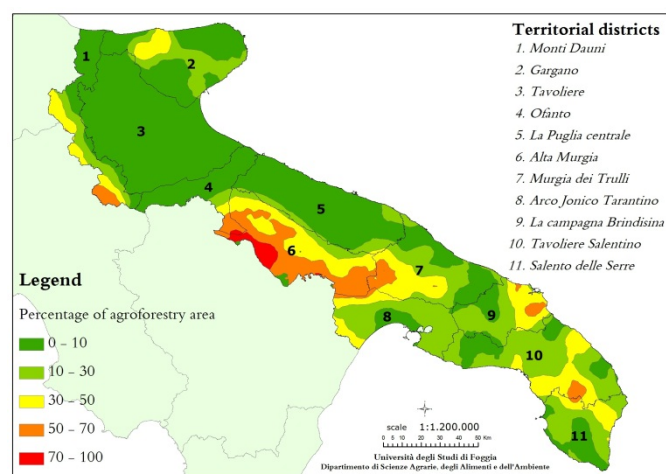 Territorial districts
1. Monti Dauni
2. Gargano
3. Tavoliere
4. Ofanto
5. La Puglia centrale
6. Alta Murgia
7. Murgia dei Trulli
8. Arco Jonico Tarantino
9. La campagna Brindisina
10. Tavoliere Salentino
11. Salento delle Serre
1
2
3
4
5
6
7
8
9
10
11
Legend
Percentage of agroforestry area
0 – 10
10 – 30
30 – 50
50 – 70
70 – 100
scale 1:1.200.000
0 5 10 20 30 40 50 Km
Università degli Studi di Foggia
Dipartimento di Scienze Agrarie, degli Alimenti e dell'Ambiente